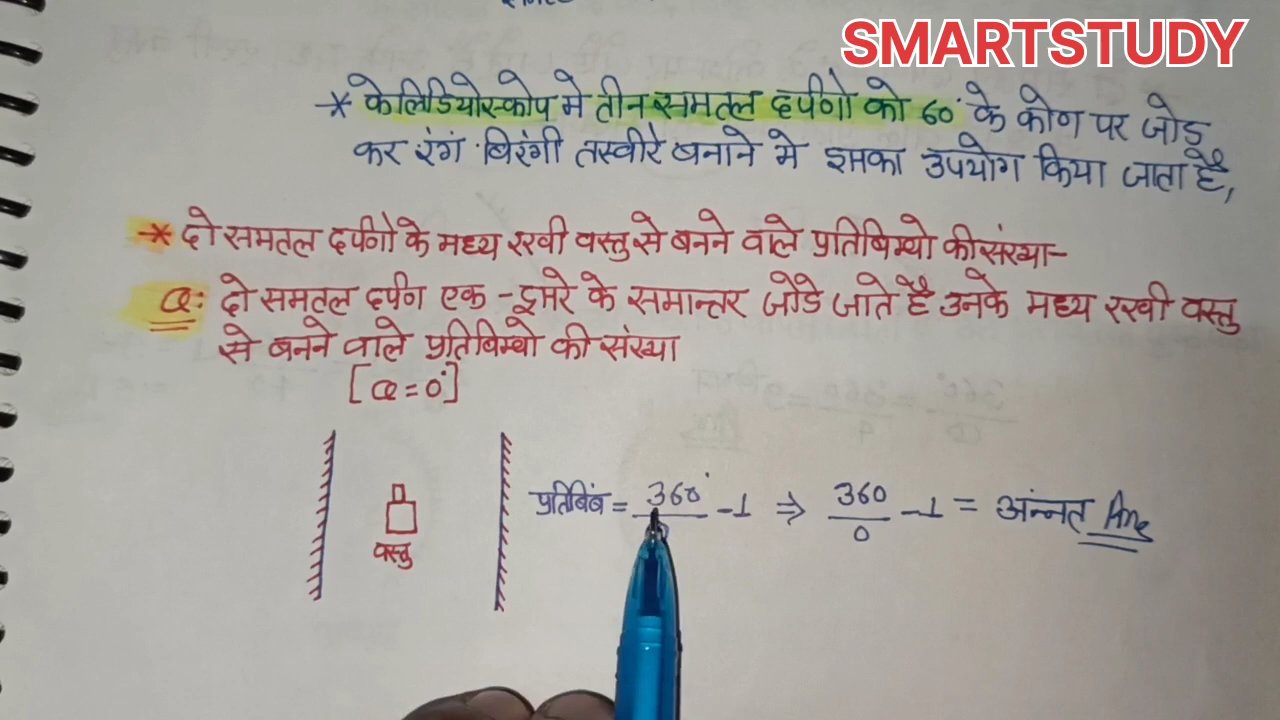 SMARTSTUDY
* केलिडियोस्कोप मे तीन समतल दर्पणो को 60° के कोण पर जोड़
कर रंग बिरंगी तस्वीरे बनाने मे इसका उपयोग किया जाता है,
* दो समतल दर्पणो के मध्य रखी वस्तु से बनने वाले प्रतिबिम्बो की संख्या-
Q: दो समतल दर्पण एक-दूसरे के समान्तर जोडे जाते है उनके मध्य रखी वस्तु
से बनने वाले प्रतिबिम्बो की संख्या
[Q = 0°]
प्रतिबिंब = 360° / -1 ⇒ 360/0 -1 = अंन्नत Ans
वस्तु